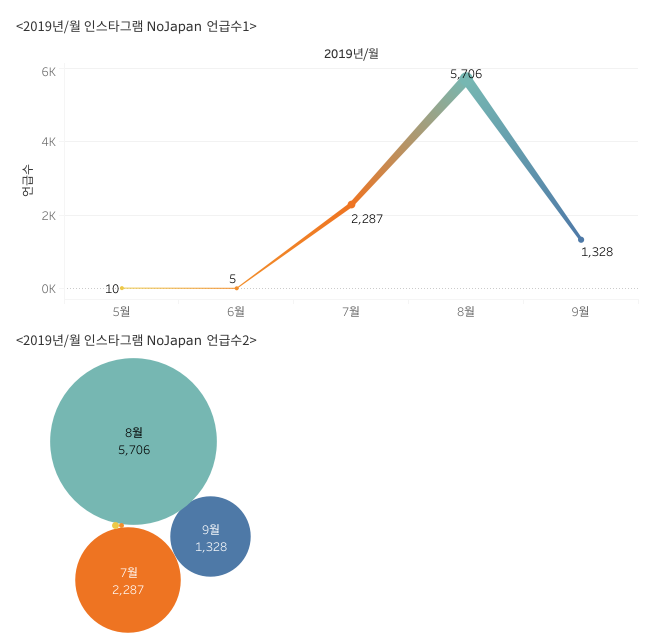 <2019년/월 인스타그램 NoJapan 언급수1>
2019년/월
6K
5,706
4K
언급수
2K
2,287
1,328
5
10
0K
5월
6월
7월
8월
9월
<2019년/월 인스타그램 NoJapan 언급수2>
8월
5,706
9월
1,328
7월
2,287